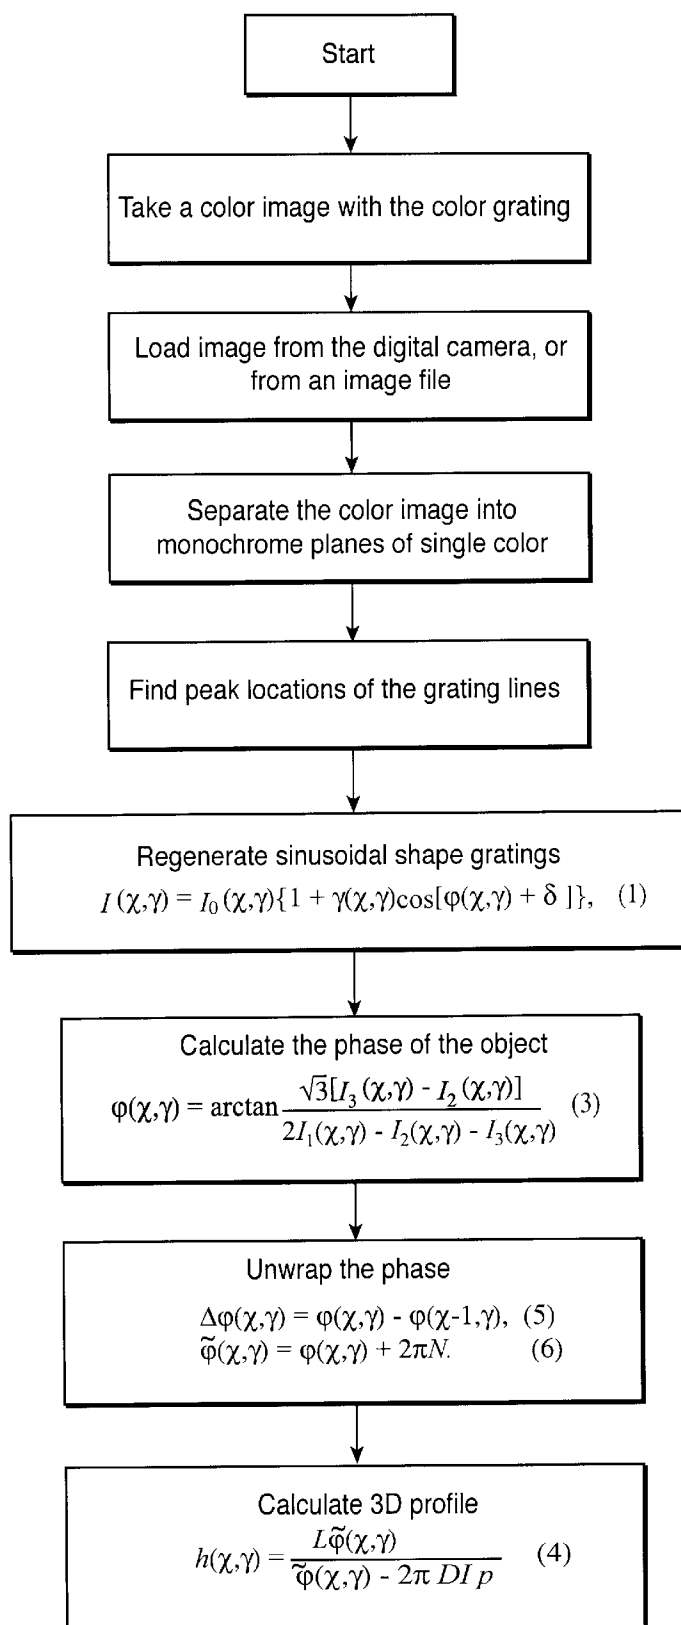 Start
Take a color image with the color grating
Load image from the digital camera, or
from an image file
Separate the color image into
monochrome planes of single color
Find peak locations of the grating lines
Regenerate sinusoidal shape gratings
I(χ,γ) = I₀(χ,γ){1 + γ(χ,γ)cos[φ(χ,γ) + δ ]}, (1)
Calculate the phase of the object
φ(χ,γ) = arctan √3[I₃(χ,γ) - I₂(χ,γ)] / 2I₁(χ,γ) - I₂(χ,γ) - I₃(χ,γ) (3)
Unwrap the phase
Δφ(χ,γ) = φ(χ,γ) - φ(χ-1,γ), (5)
φ̃(χ,γ) = φ(χ,γ) + 2πN. (6)
Calculate 3D profile
h(χ,γ) = Lφ̃(χ,γ) / φ̃(χ,γ) - 2π DI p (4)